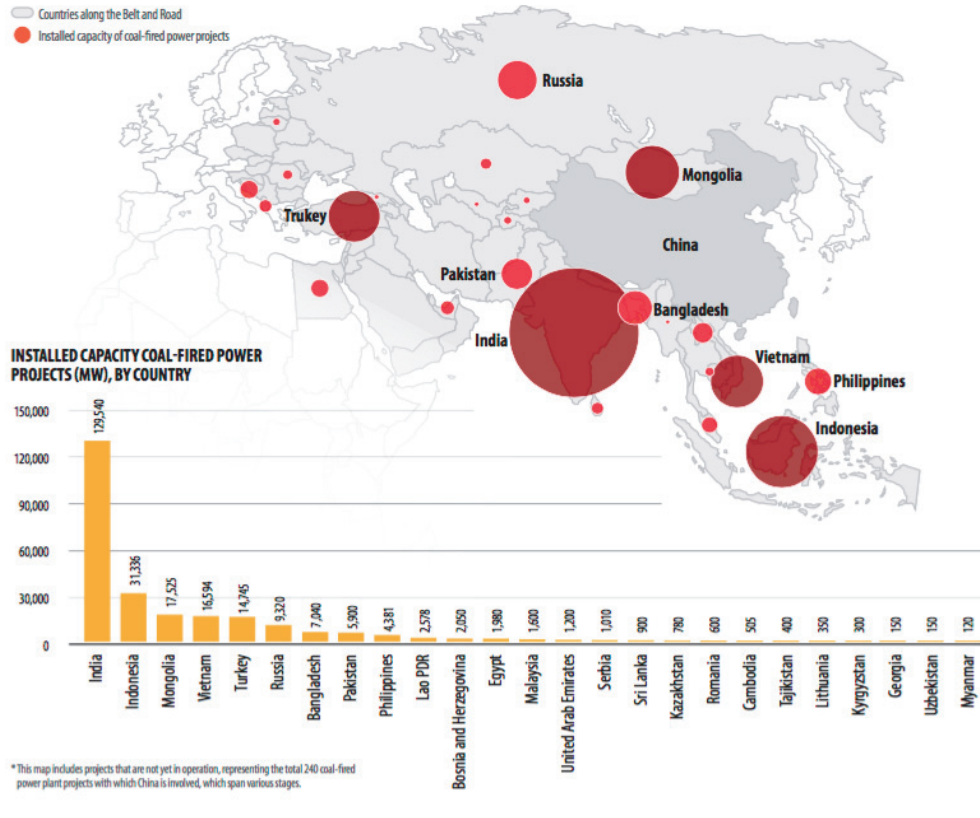 Countries along the Belt and Road
Installed capacity of coal-fired power projects
Russia
Mongolia
Trukey
China
Pakistan
Bangladesh
India
Vietnam
Philippines
Indonesia
INSTALLED CAPACITY COAL-FIRED POWER
PROJECTS (MW), BY COUNTRY
150,000
120,000
90,000
60,000
30,000
0
129,540
31,336
17,525
16,594
14,745
9,320
7,040
5,900
4,381
2,578
2,050
1,980
1,600
1,200
1,010
900
780
600
505
400
350
300
150
150
120
India
Indonesia
Mongolia
Vietnam
Turkey
Russia
Bangladesh
Pakistan
Philippines
Lao PDR
Bosnia and Herzegovina
Egypt
Malaysia
United Arab Emirates
Serbia
Sri Lanka
Kazakhstan
Romania
Cambodia
Tajikistan
Lithuania
Kyrgyzstan
Georgia
Uzbekistan
Myanmar
* This map includes projects that are not yet in operation, representing the total 240 coal-fired
power plant projects with which China is involved, which span various stages.